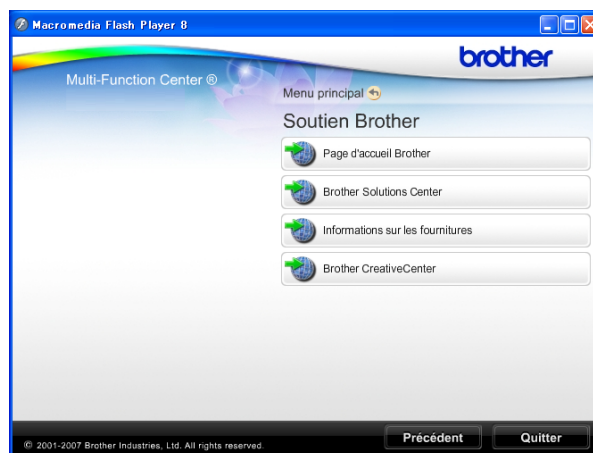 Macromedia Flash Player 8
brother
Multi-Function Center ®
Menu principal
Soutien Brother
Page d'accueil Brother
Brother Solutions Center
Informations sur les fournitures
Brother CreativeCenter
Précédent
Quitter
© 2001-2007 Brother Industries, Ltd. All rights reserved.